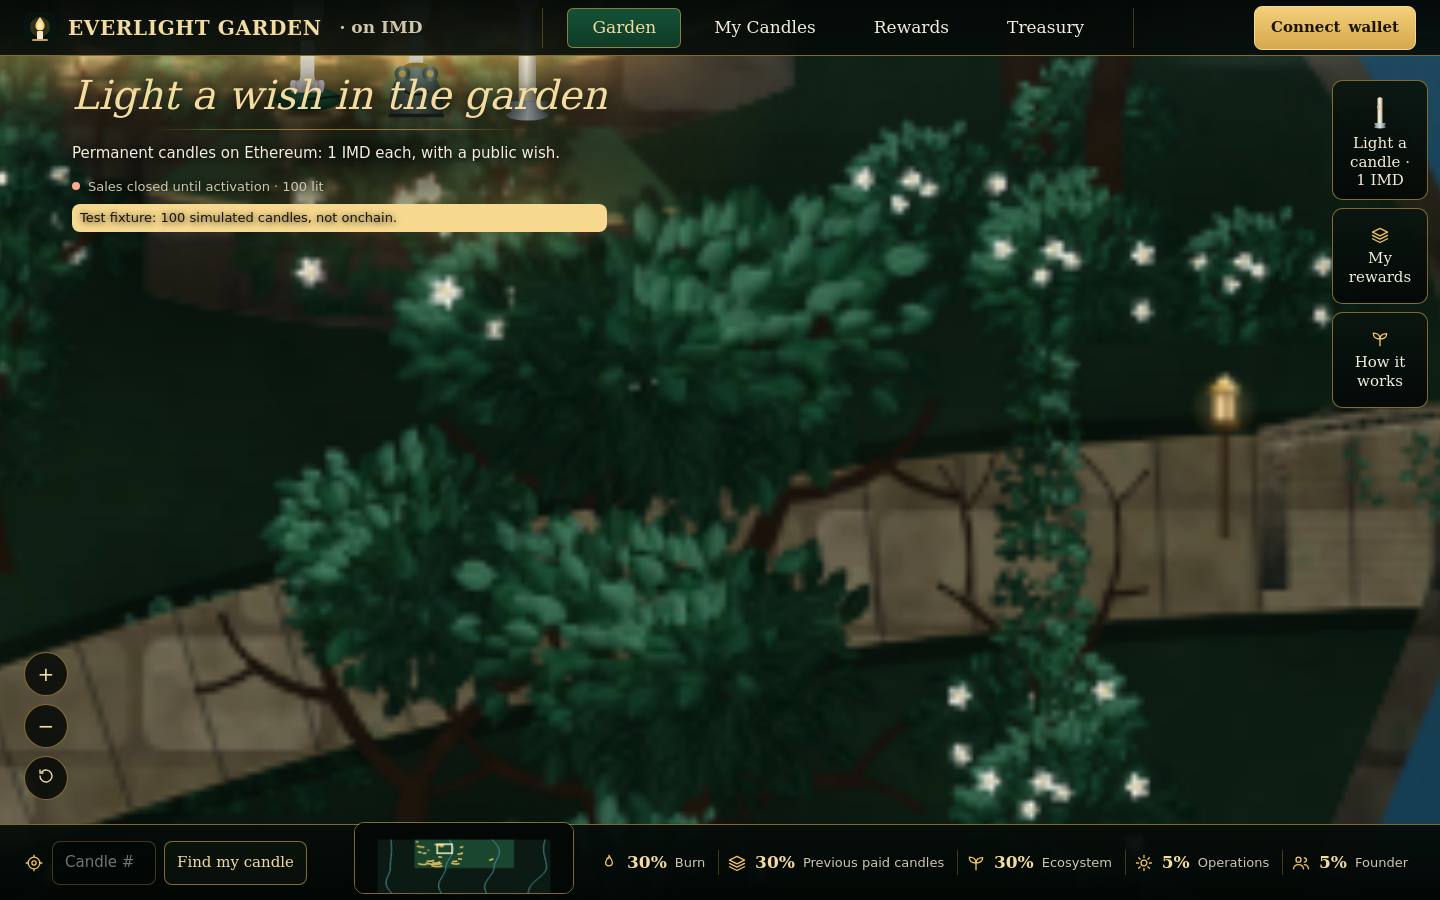 EVERLIGHT GARDEN · on IMD
Garden
My Candles
Rewards
Treasury
Connect wallet
Light a wish in the garden
Permanent candles on Ethereum: 1 IMD each, with a public wish.
Sales closed until activation · 100 lit
Test fixture: 100 simulated candles, not onchain.
Light a
candle ·
1 IMD
My
rewards
How it
works
+
−
Candle #
Find my candle
30% Burn
30% Previous paid candles
30% Ecosystem
5% Operations
5% Founder